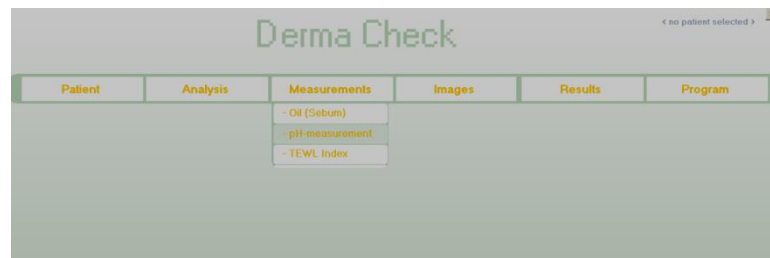 Derma Check
< no patient selected >
Patient Analysis Measurements Images Results Program
- Oil (Sebum)
- pH-measurement
- TEWL Index